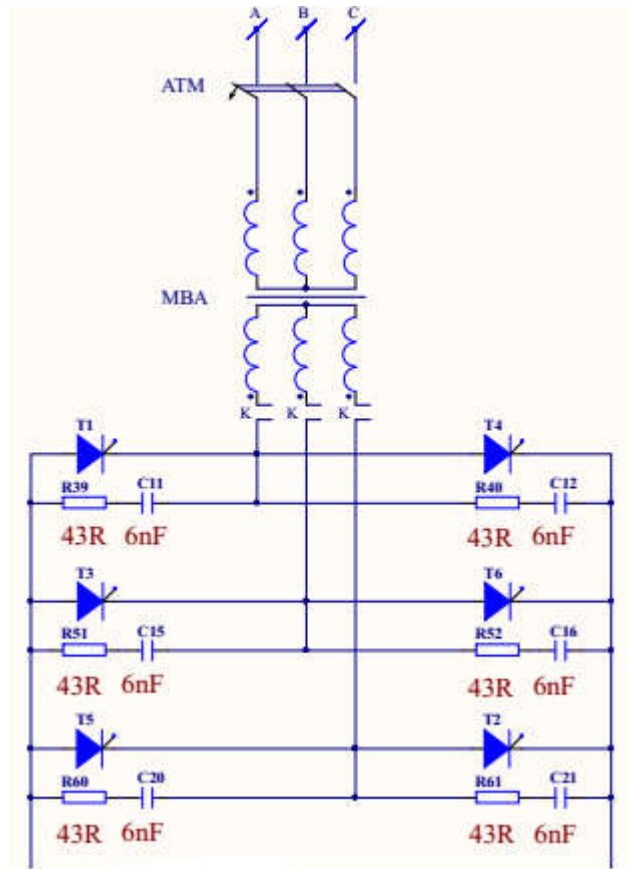 A B C
ATM
MBA
K K K
T1 T4
R39 C11 R40 C12
43R 6nF 43R 6nF
T3 T6
R51 C15 R52 C16
43R 6nF 43R 6nF
T5 T2
R60 C20 R61 C21
43R 6nF 43R 6nF